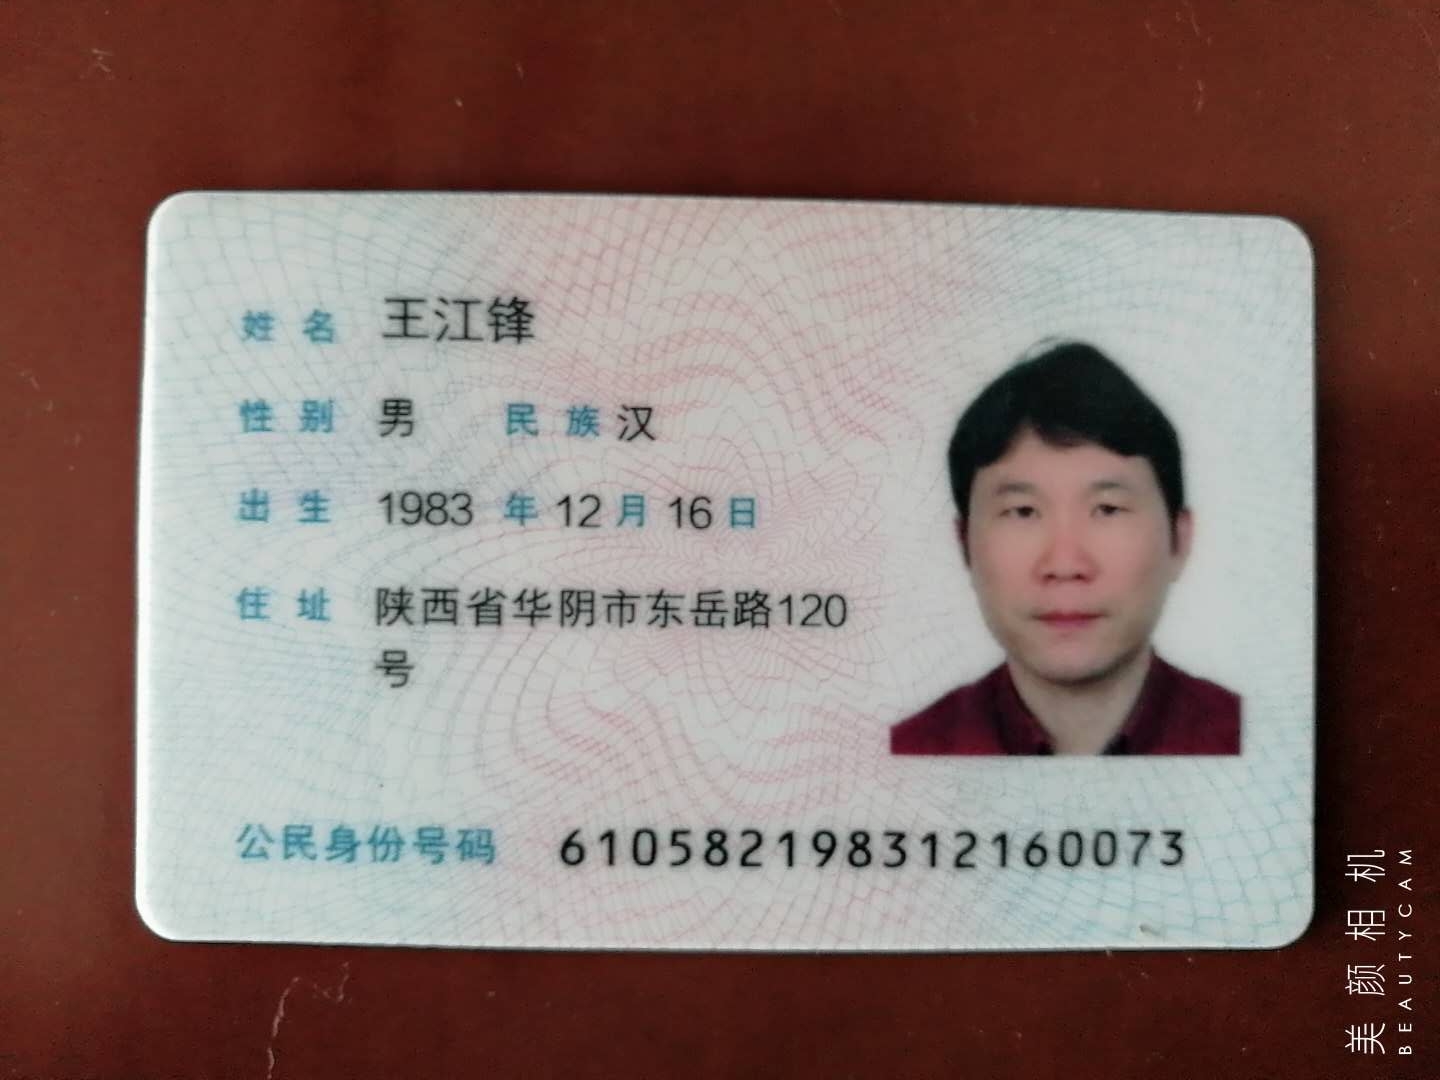 姓名 王江锋
性别 男 民族 汉
出生 1983 年 12 月 16 日
住址 陕西省华阴市东岳路120
号
公民身份号码 610582198312160073
美颜相机
BEAUTYCAM